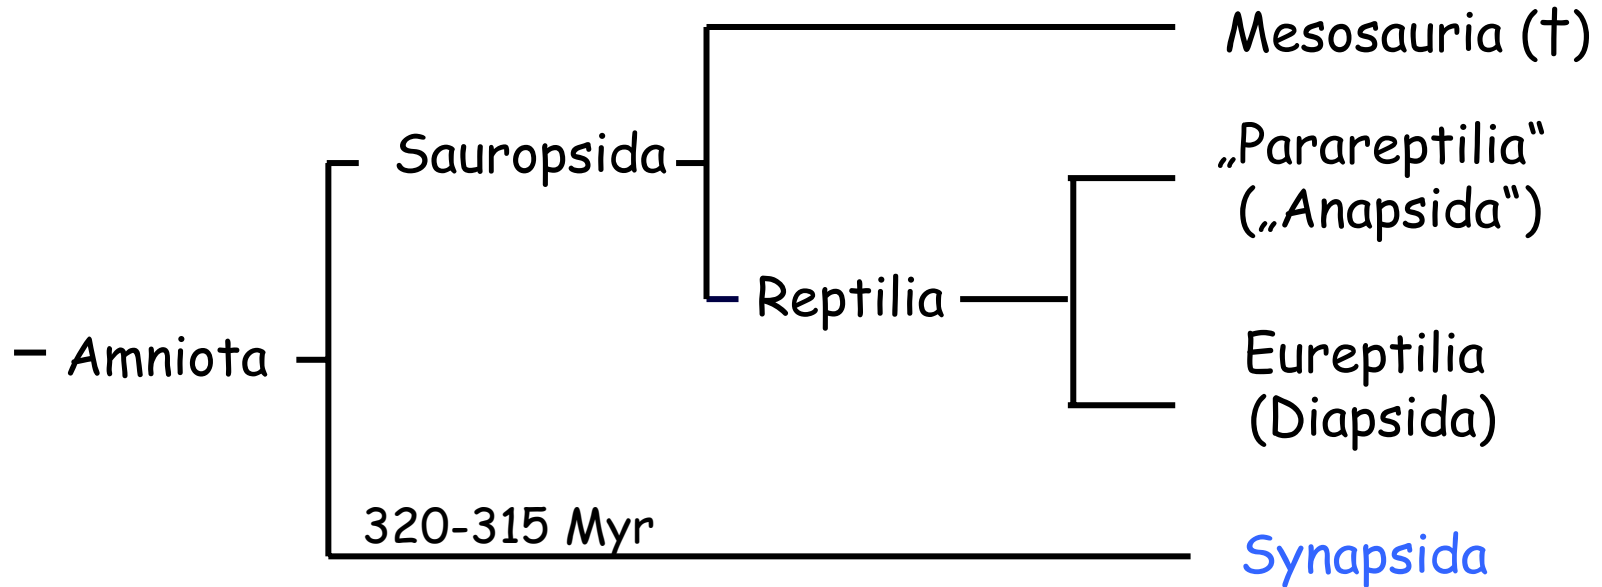 Mesosauria (†)
„Parareptilia“
(„Anapsida“)
Sauropsida
Reptilia
Amniota
Eureptilia
(Diapsida)
320-315 Myr
Synapsida